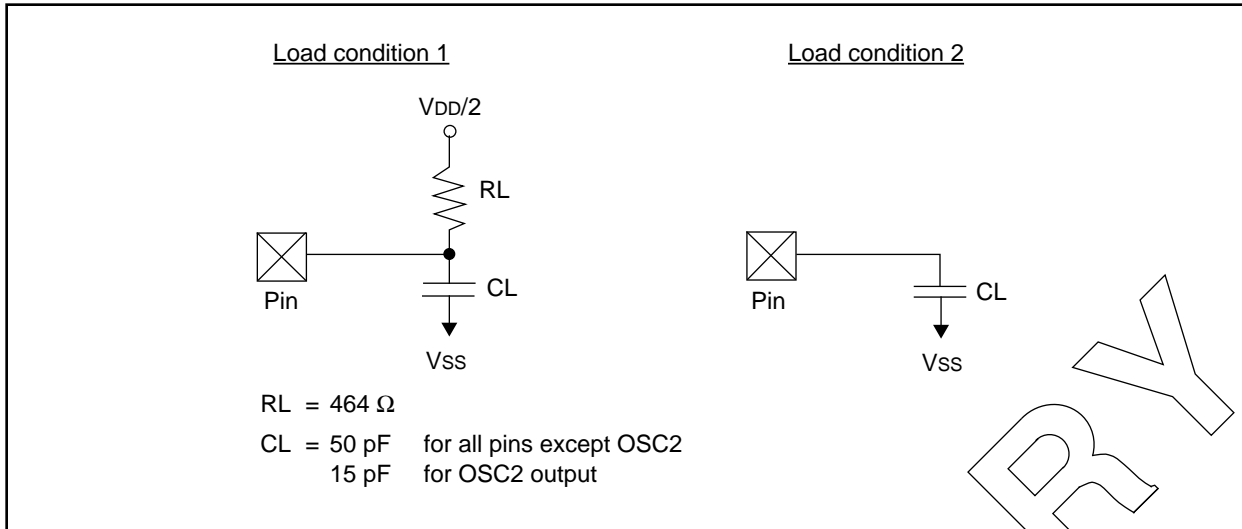 Load condition 1
VDD/2
RL
Pin
CL
VSS
RL = 464 Ω
CL = 50 pF for all pins except OSC2
15 pF for OSC2 output
Load condition 2
Pin
CL
VSS
R Y